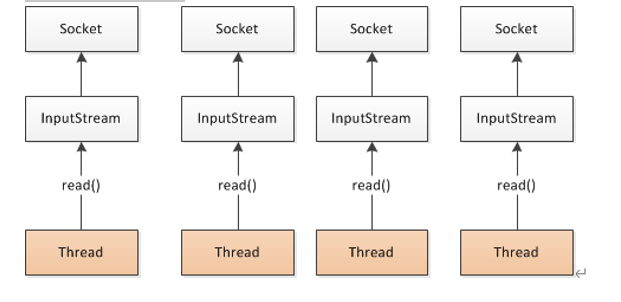 Socket Socket Socket Socket
InputStream InputStream InputStream InputStream
read() read() read() read()
Thread Thread Thread Thread